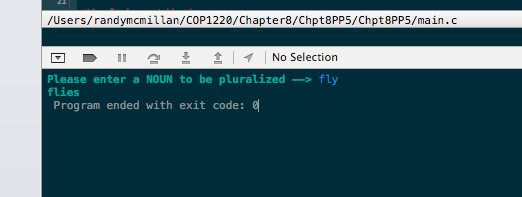 21
/Users/randymcmillan/COP1220/Chapter8/Chpt8PP5/Chpt8PP5/main.c
No Selection
Please enter a NOUN to be pluralized --> fly
flies
Program ended with exit code: 0